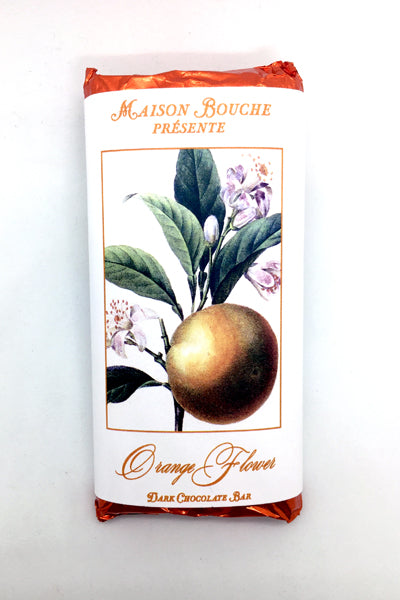 Maison Bouche
présente
Orange Flower
Dark Chocolate Bar